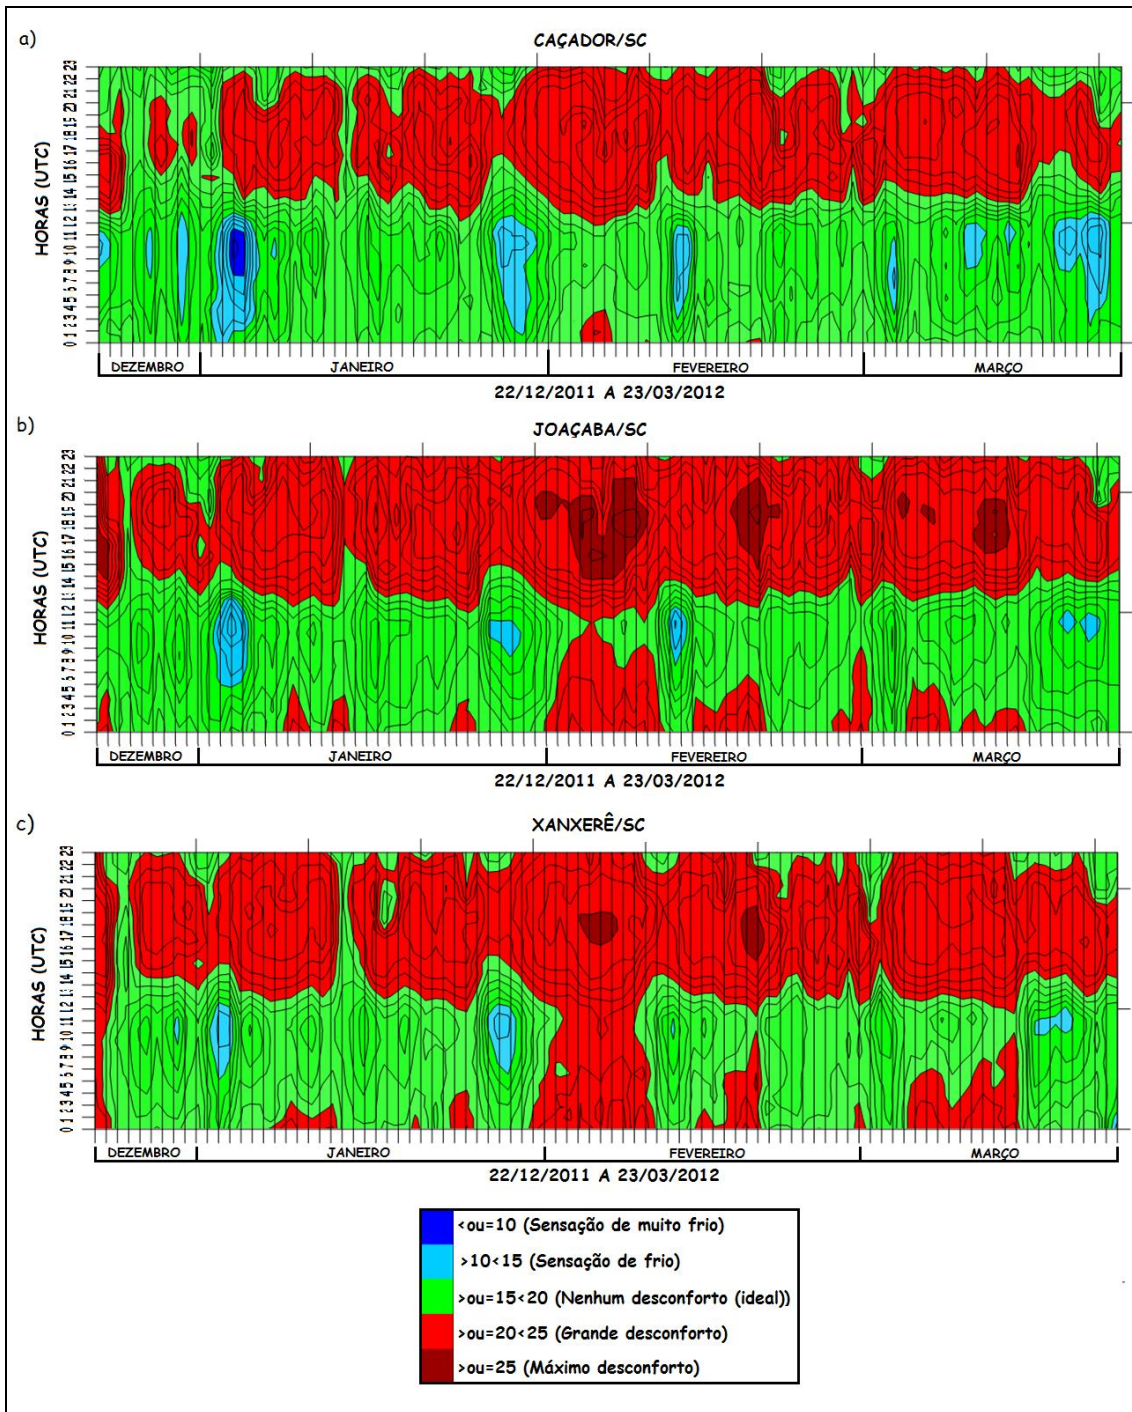 a)
CAÇADOR/SC
HORAS (UTC)
0 1 2 3 4 5 6 7 8 9 10 11 12 13 14 15 16 17 18 19 20 21 22 23
DEZEMBRO JANEIRO FEVEREIRO MARÇO
22/12/2011 A 23/03/2012
b)
JOAÇABA/SC
HORAS (UTC)
0 1 2 3 4 5 6 7 8 9 10 11 12 13 14 15 16 17 18 19 20 21 22 23
DEZEMBRO JANEIRO FEVEREIRO MARÇO
22/12/2011 A 23/03/2012
c)
XANXERÊ/SC
HORAS (UTC)
0 1 2 3 4 5 6 7 8 9 10 11 12 13 14 15 16 17 18 19 20 21 22 23
DEZEMBRO JANEIRO FEVEREIRO MARÇO
22/12/2011 A 23/03/2012
<ou=10 (Sensação de muito frio)
>10<15 (Sensação de frio)
>ou=15<20 (Nenhum desconforto (ideal))
>ou=20<25 (Grande desconforto)
>ou=25 (Máximo desconforto)